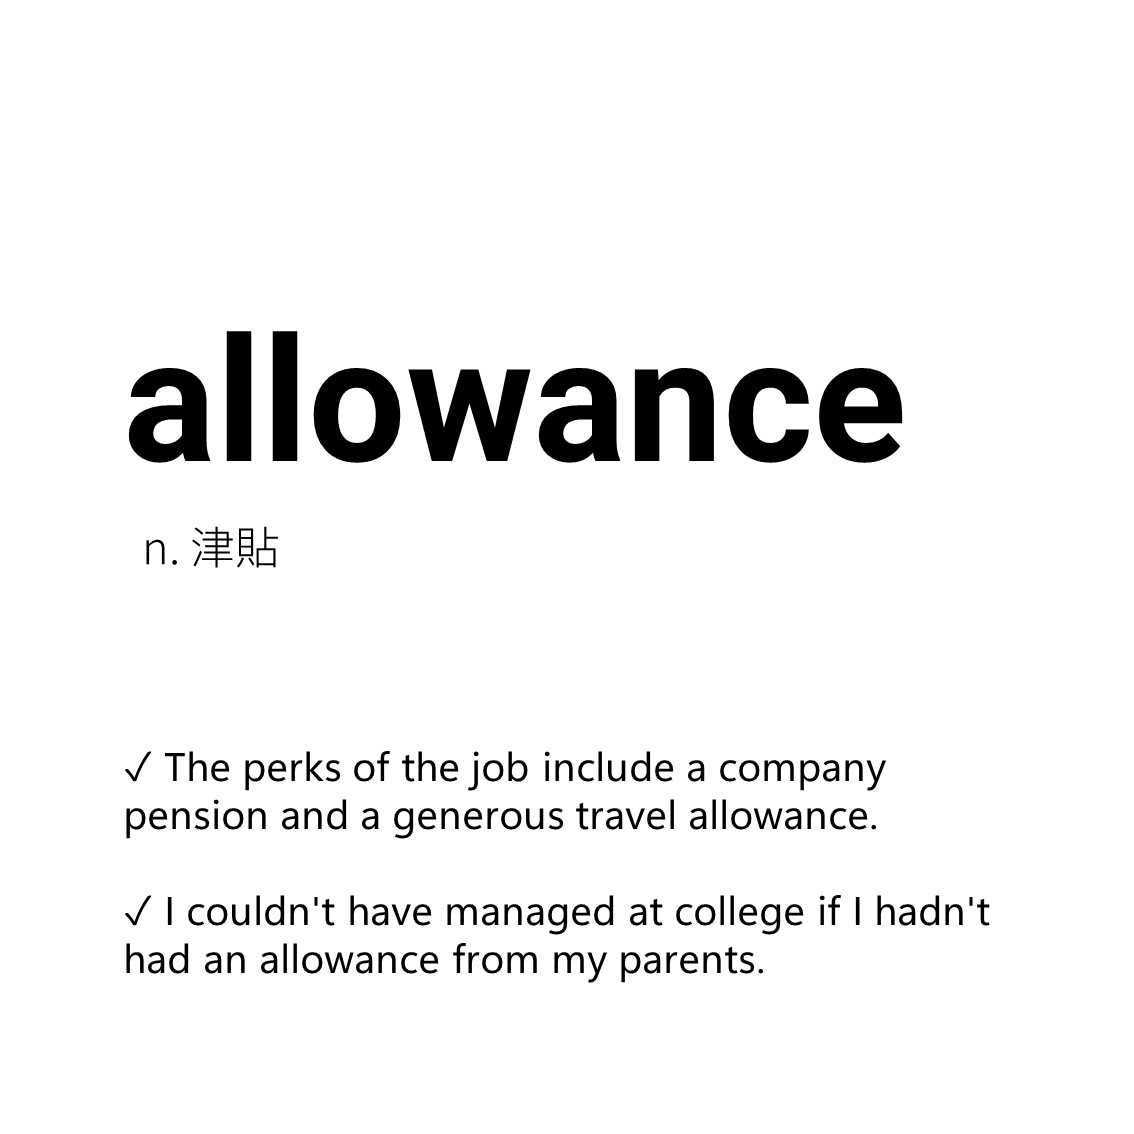 allowance
n. 津貼
✓ The perks of the job include a company
pension and a generous travel allowance.
✓ I couldn't have managed at college if I hadn't
had an allowance from my parents.